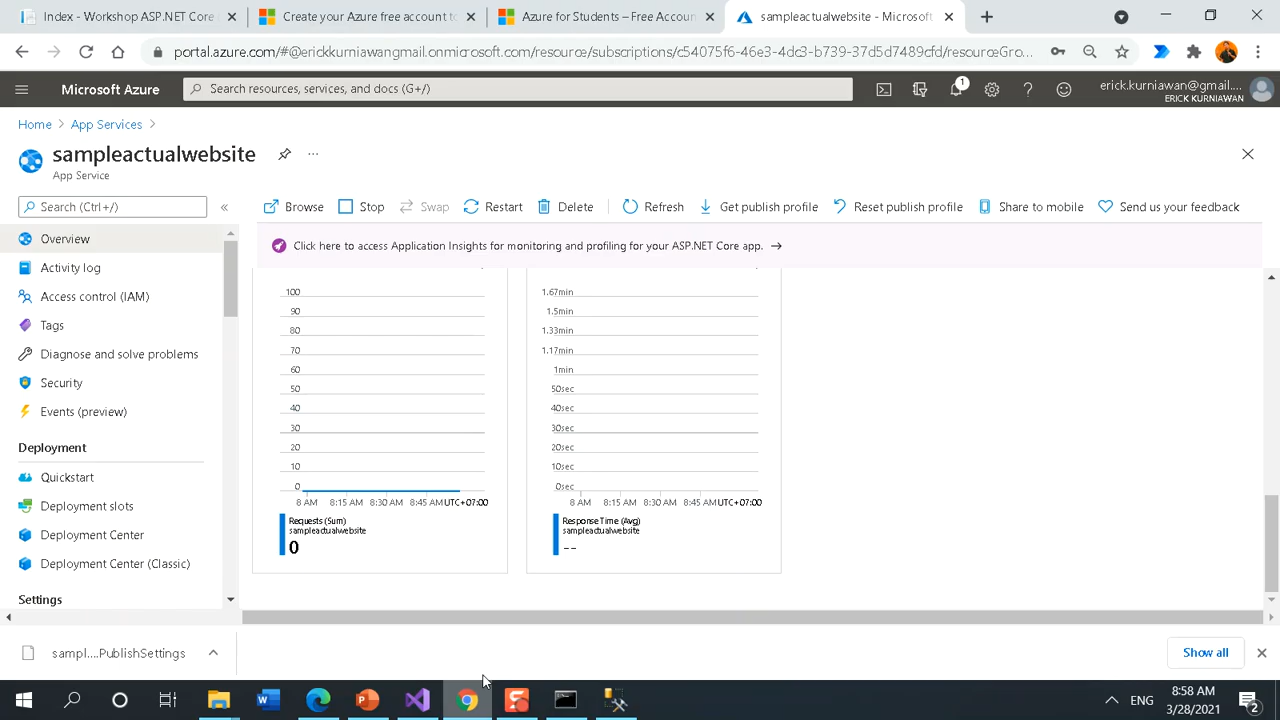 Index - Workshop ASP.NET Core
Create your Azure free account to
Azure for Students – Free Accoun
sampleactualwebsite - Microsoft
portal.azure.com/#@erickkurniawangmail.onmicrosoft.com/resource/subscriptions/c54075f6-46e3-4dc3-b739-37d5d7489cfd/resourceGro...
Microsoft Azure
Search resources, services, and docs (G+/)
1
erick.kurniawan@gmail....
ERICK KURNIAWAN
Home > App Services >
sampleactualwebsite
App Service
Search (Ctrl+/)
Browse Stop Swap Restart Delete Refresh Get publish profile Reset publish profile Share to mobile Send us your feedback
Click here to access Application Insights for monitoring and profiling for your ASP.NET Core app. →
Overview
Activity log
Access control (IAM)
Tags
Diagnose and solve problems
Security
Events (preview)
Deployment
Quickstart
Deployment slots
Deployment Center
Deployment Center (Classic)
Settings
100
90
80
70
60
50
40
30
20
10
0
8 AM 8:15 AM 8:30 AM 8:45 AM UTC+07:00
Requests (Sum)
sampleactualwebsite
0
1.67min
1.5min
1.33min
1.17min
1min
50sec
40sec
30sec
20sec
10sec
0sec
8 AM 8:15 AM 8:30 AM 8:45 AM UTC+07:00
Response Time (Avg)
sampleactualwebsite
--
sampl....PublishSettings
Show all
ENG
8:58 AM
3/28/2021
2